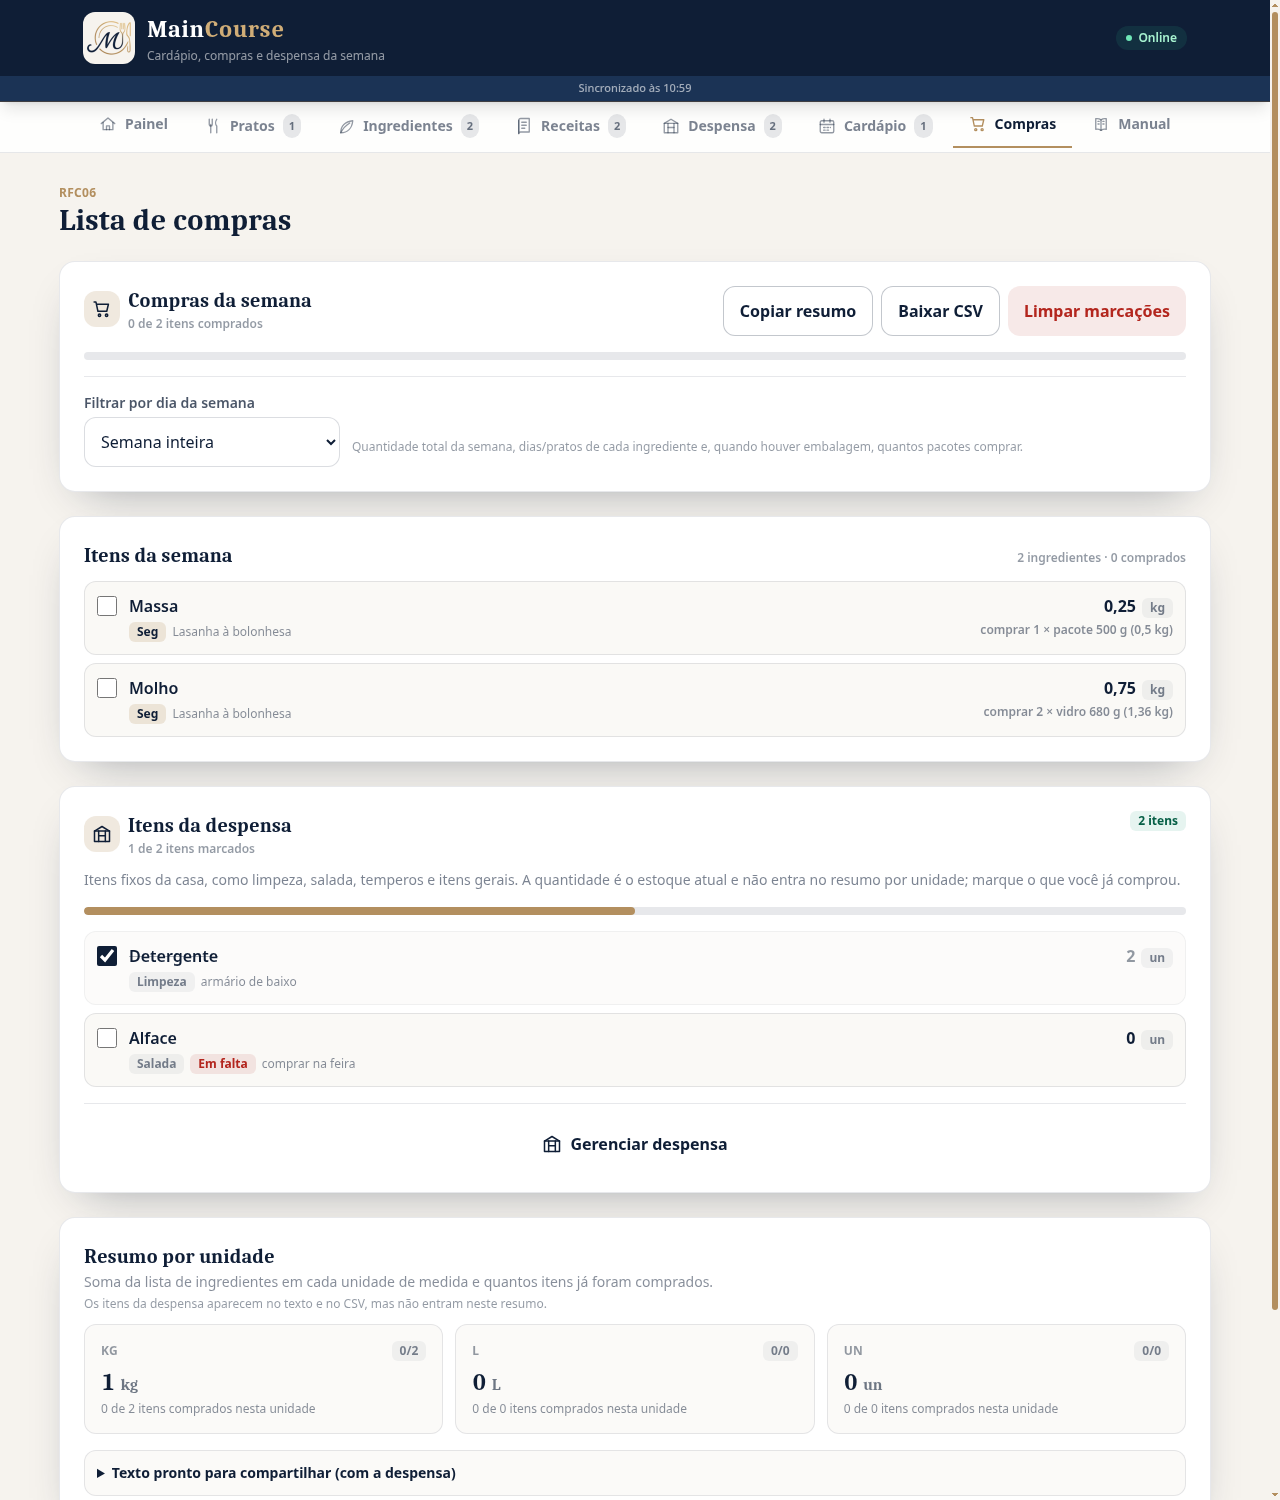 MainCourse
Cardápio, compras e despensa da semana
Online
Sincronizado às 10:59
Painel
Pratos 1
Ingredientes 2
Receitas 2
Despensa 2
Cardápio 1
Compras
Manual
RFC06
Lista de compras
Compras da semana
0 de 2 itens comprados
Copiar resumo
Baixar CSV
Limpar marcações
Filtrar por dia da semana
Semana inteira
Quantidade total da semana, dias/pratos de cada ingrediente e, quando houver embalagem, quantos pacotes comprar.
Itens da semana
2 ingredientes · 0 comprados
Massa
0,25 kg
Seg Lasanha à bolonhesa
comprar 1 × pacote 500 g (0,5 kg)
Molho
0,75 kg
Seg Lasanha à bolonhesa
comprar 2 × vidro 680 g (1,36 kg)
Itens da despensa
2 itens
1 de 2 itens marcados
Itens fixos da casa, como limpeza, salada, temperos e itens gerais. A quantidade é o estoque atual e não entra no resumo por unidade; marque o que você já comprou.
Detergente
2 un
Limpeza armário de baixo
Alface
0 un
Salada Em falta comprar na feira
Gerenciar despensa
Resumo por unidade
Soma da lista de ingredientes em cada unidade de medida e quantos itens já foram comprados.
Os itens da despensa aparecem no texto e no CSV, mas não entram neste resumo.
KG 0/2
1 kg
0 de 2 itens comprados nesta unidade
L 0/0
0 L
0 de 0 itens comprados nesta unidade
UN 0/0
0 un
0 de 0 itens comprados nesta unidade
Texto pronto para compartilhar (com a despensa)